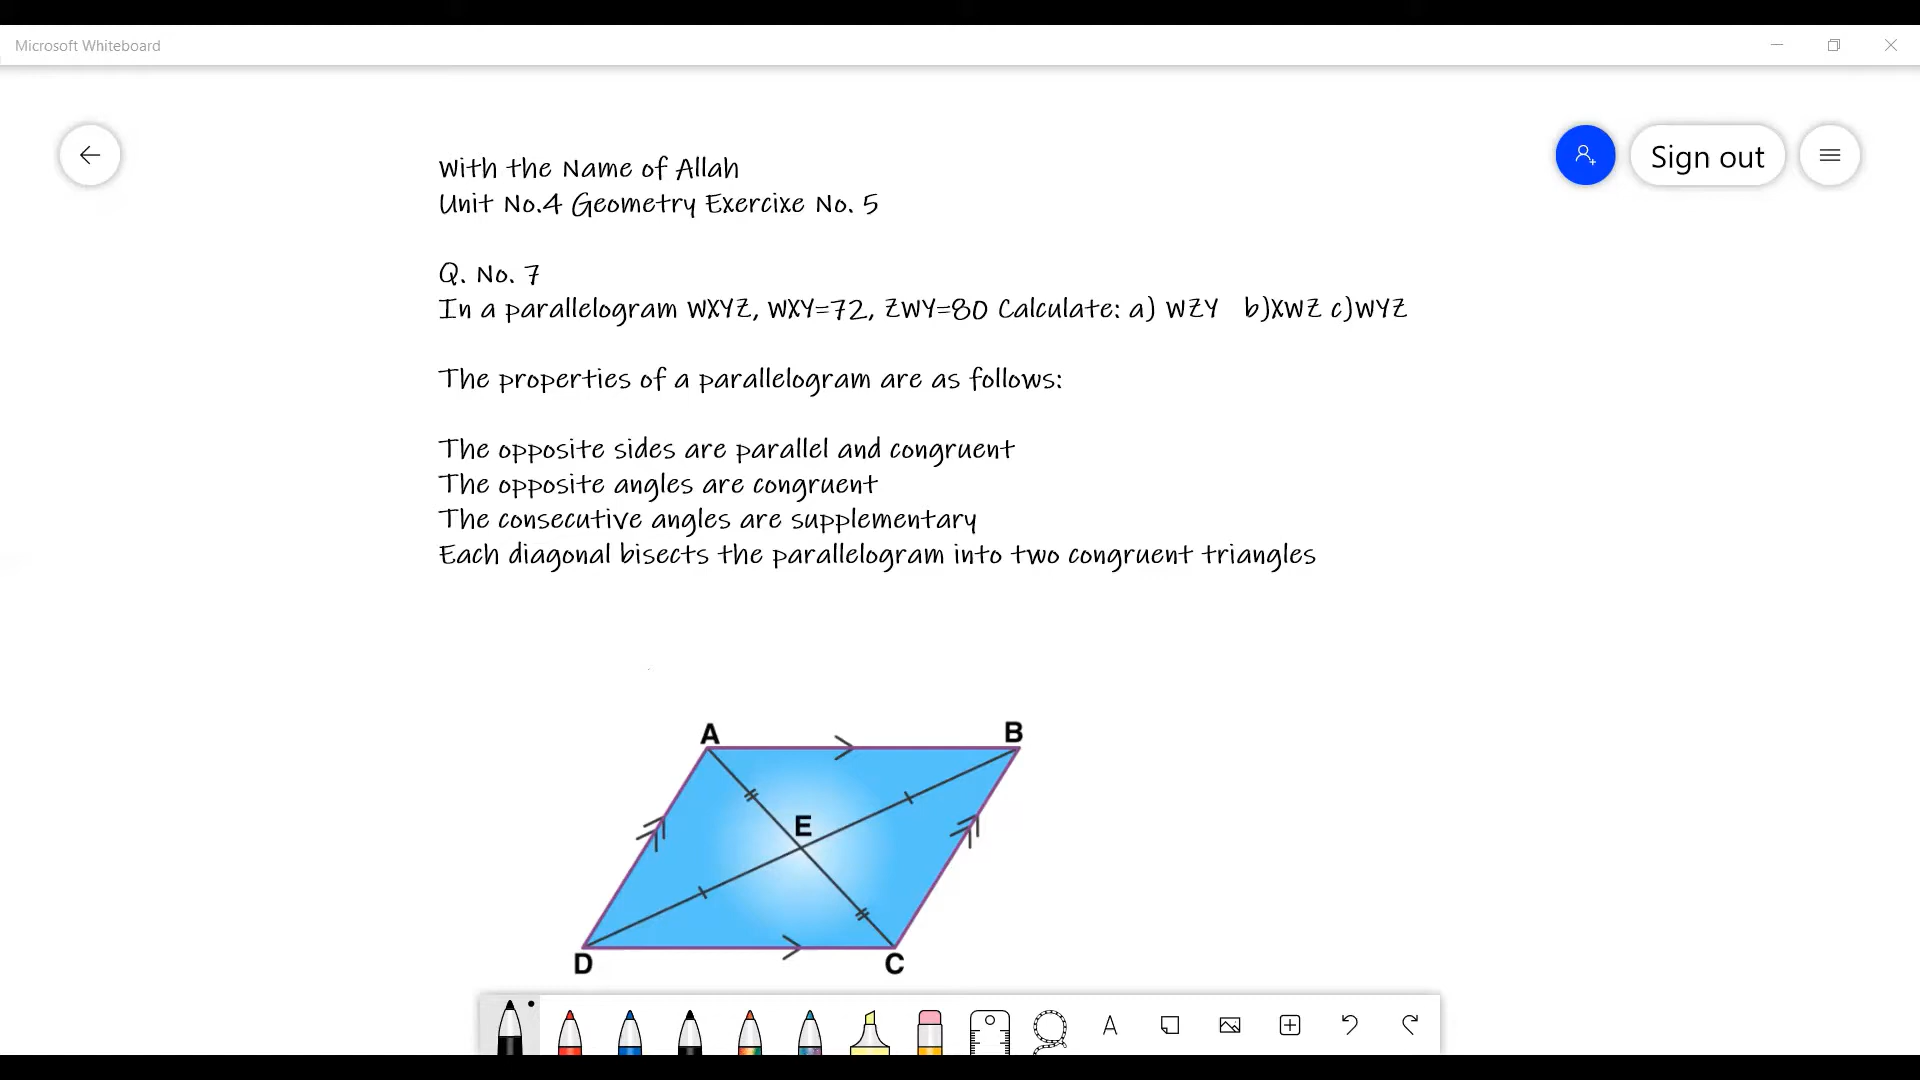 Microsoft Whiteboard
Sign out
With the Name of Allah
Unit No.4 Geometry Exercixe No. 5
Q. No. 7
In a parallelogram WXYZ, WXY=72, ZWY=80 Calculate: a) WZY b)XWZ c)WYZ
The properties of a parallelogram are as follows:
The opposite sides are parallel and congruent
The opposite angles are congruent
The consecutive angles are supplementary
Each diagonal bisects the parallelogram into two congruent triangles
A
B
E
D
C